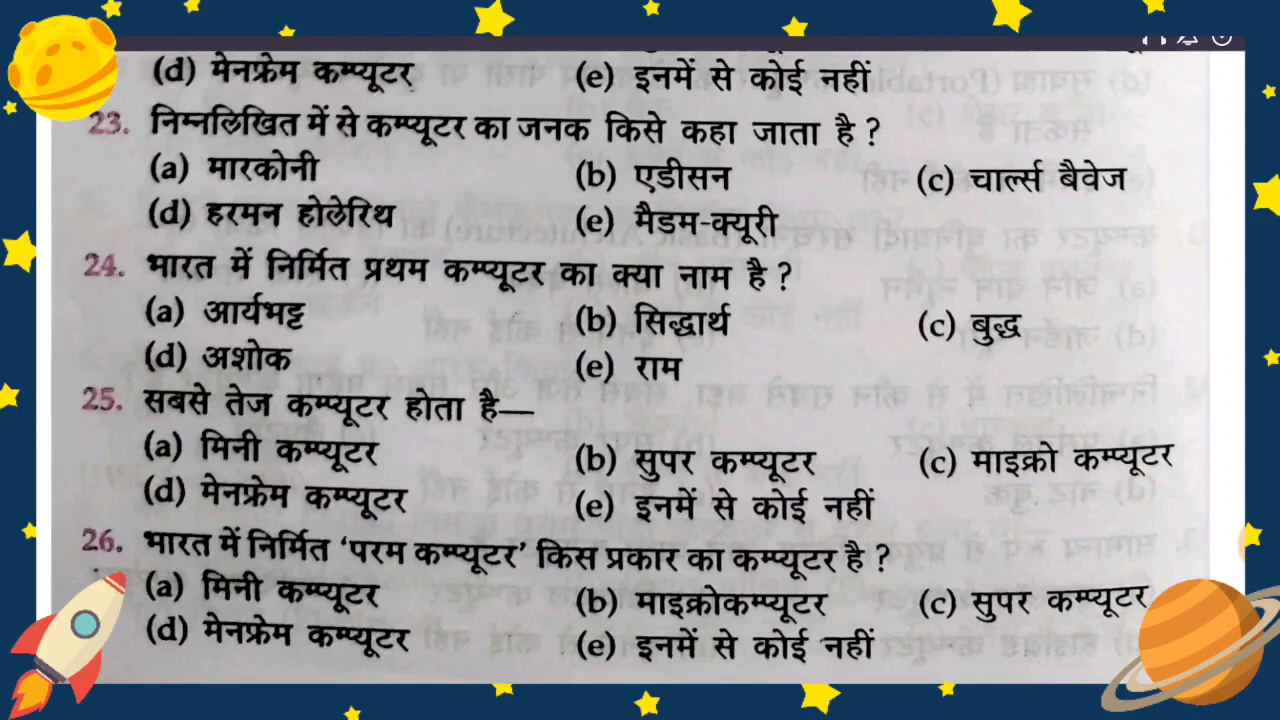 (d) मेनफ्रेम कम्प्यूटर (e) इनमें से कोई नहीं
23. निम्नलिखित में से कम्प्यूटर का जनक किसे कहा जाता है ?
(a) मारकोनी (b) एडीसन (c) चार्ल्स बैवेज
(d) हरमन होलेरिथ (e) मैडम-क्यूरी
24. भारत में निर्मित प्रथम कम्प्यूटर का क्या नाम है ?
(a) आर्यभट्ट (b) सिद्धार्थ (c) बुद्ध
(d) अशोक (e) राम
25. सबसे तेज कम्प्यूटर होता है—
(a) मिनी कम्प्यूटर (b) सुपर कम्प्यूटर (c) माइक्रो कम्प्यूटर
(d) मेनफ्रेम कम्प्यूटर (e) इनमें से कोई नहीं
26. भारत में निर्मित ‘परम कम्प्यूटर’ किस प्रकार का कम्प्यूटर है ?
(a) मिनी कम्प्यूटर (b) माइक्रोकम्प्यूटर (c) सुपर कम्प्यूटर
(d) मेनफ्रेम कम्प्यूटर (e) इनमें से कोई नहीं